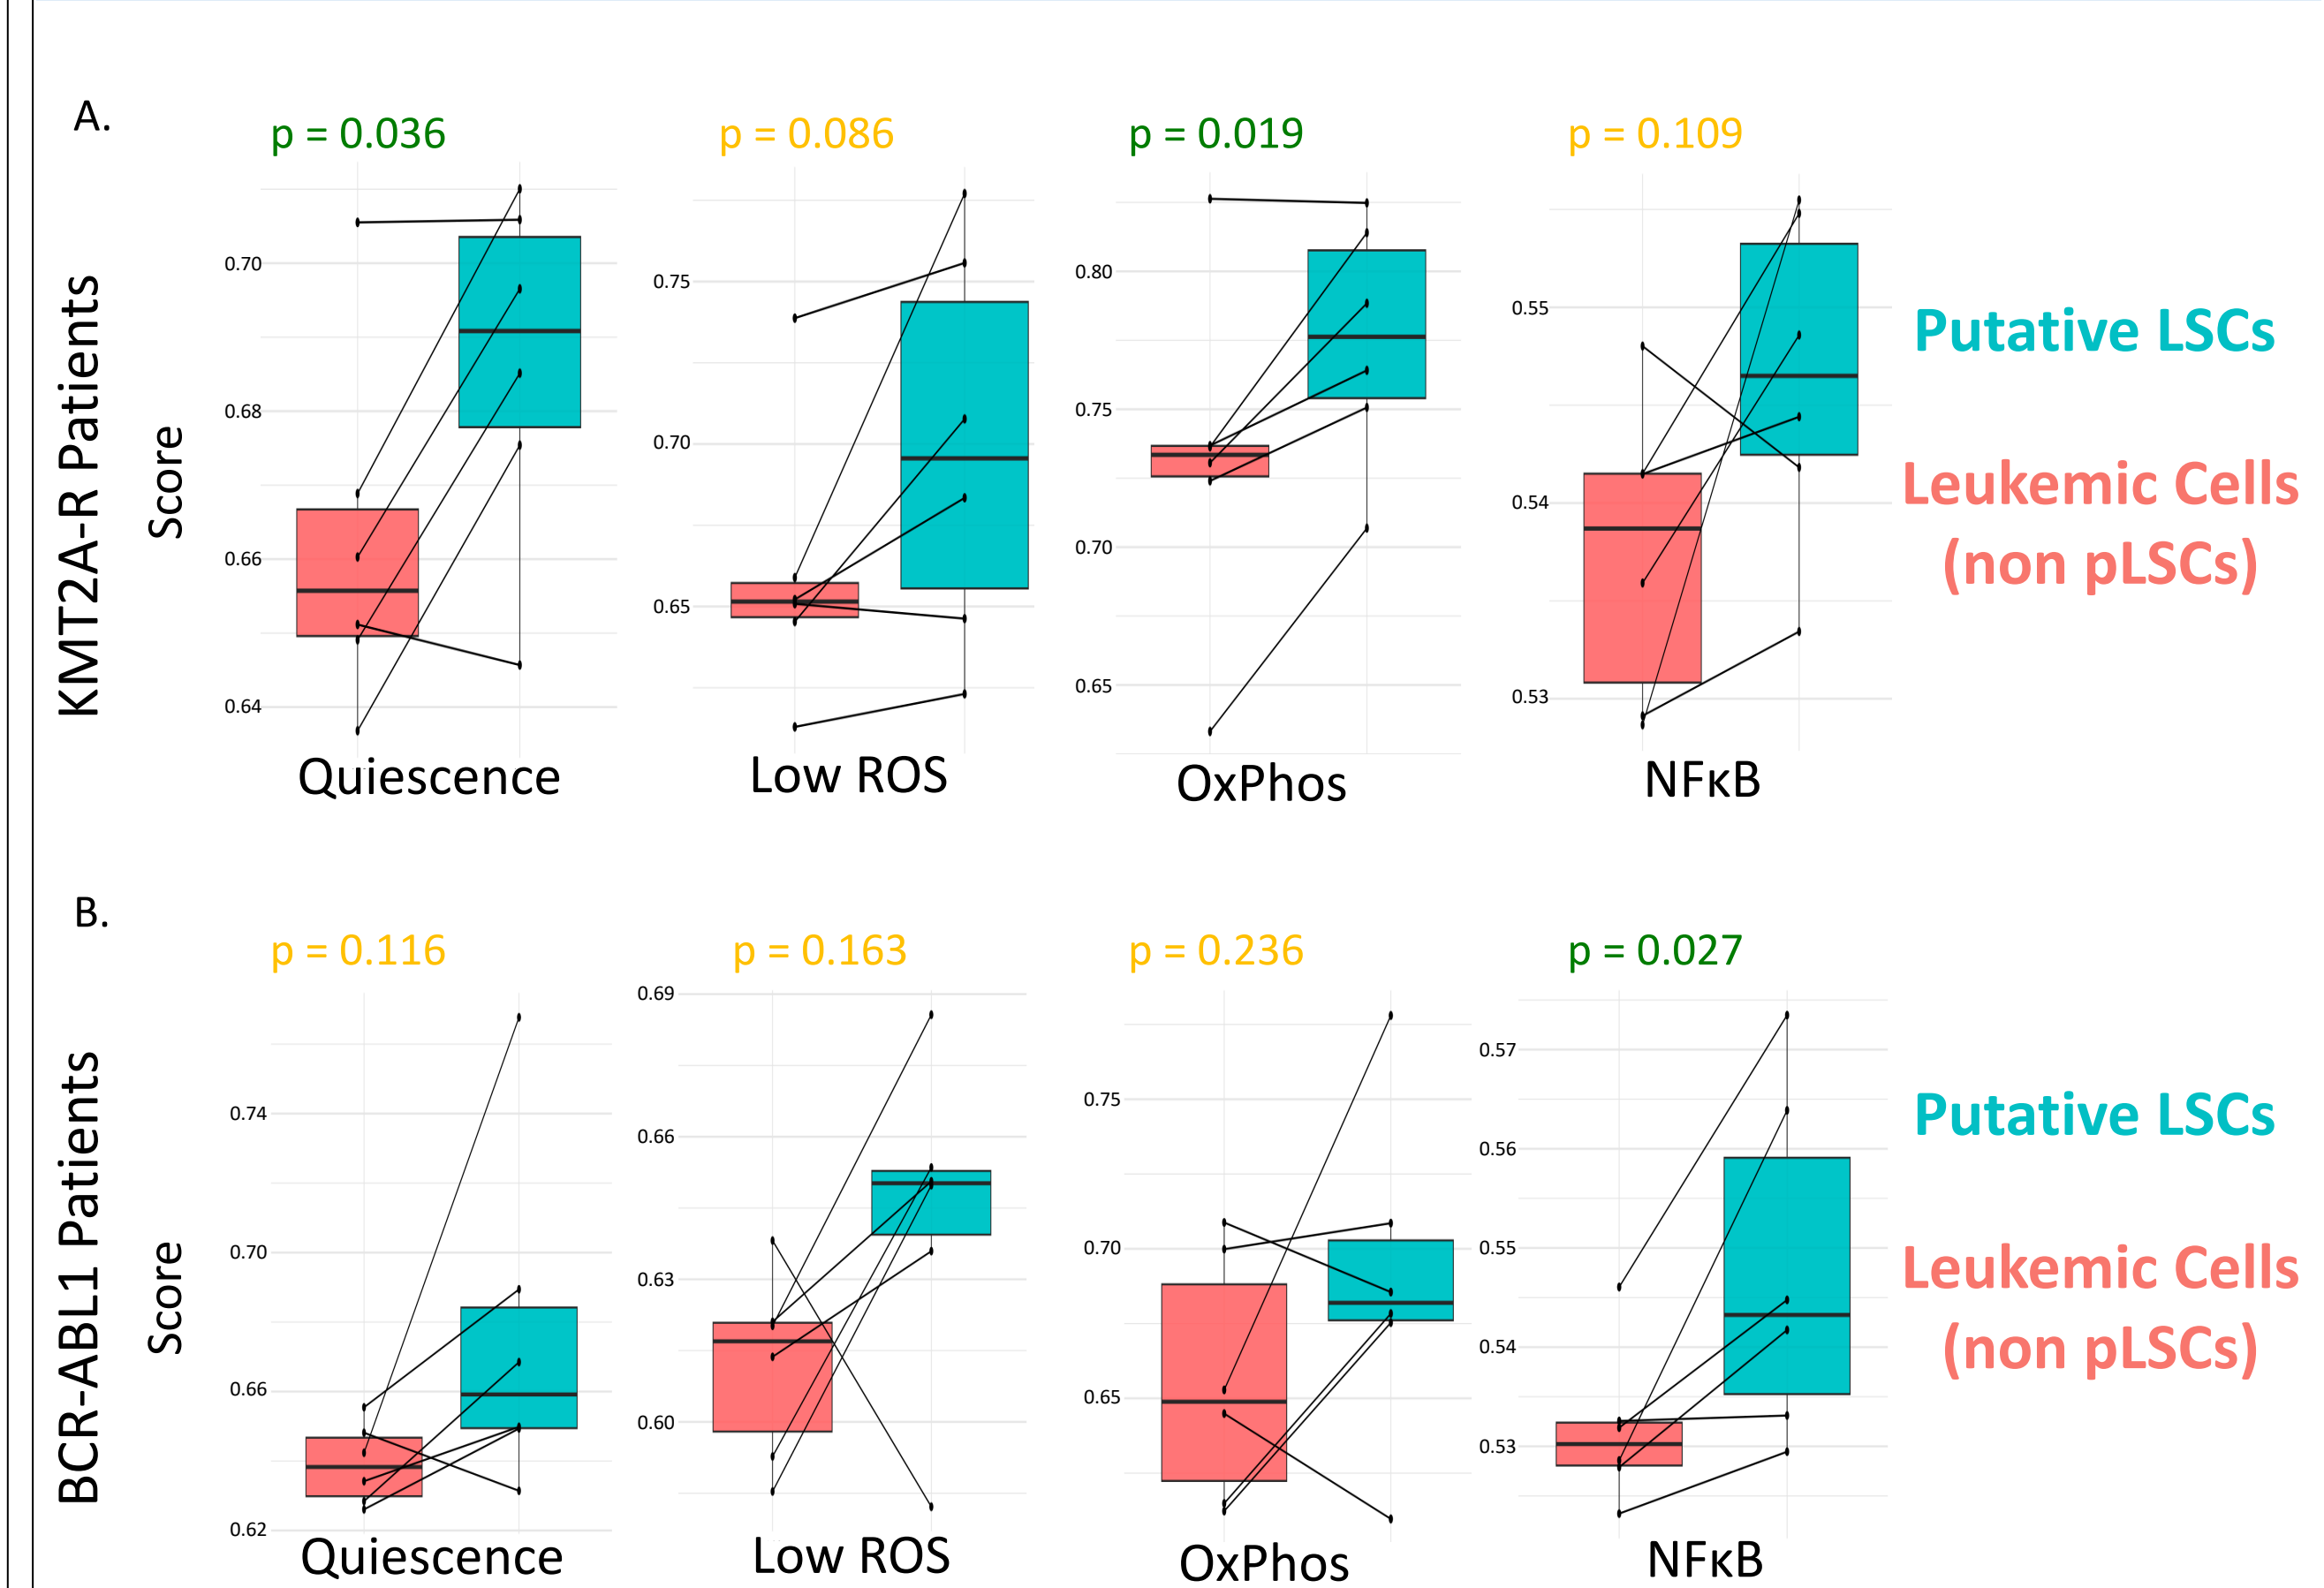 A.
p = 0.036
p = 0.086
p = 0.019
p = 0.109
KMT2A-R Patients
Score
0.70
0.68
0.66
0.64
Quiescence
0.75
0.70
0.65
Low ROS
0.80
0.75
0.70
0.65
OxPhos
0.55
0.54
0.53
NFκB
Putative LSCs
Leukemic Cells
(non pLSCs)
B.
p = 0.116
p = 0.163
p = 0.236
p = 0.027
BCR-ABL1 Patients
Score
0.74
0.70
0.66
0.62
Quiescence
0.69
0.66
0.63
0.60
Low ROS
0.75
0.70
0.65
OxPhos
0.57
0.56
0.55
0.54
0.53
NFκB
Putative LSCs
Leukemic Cells
(non pLSCs)